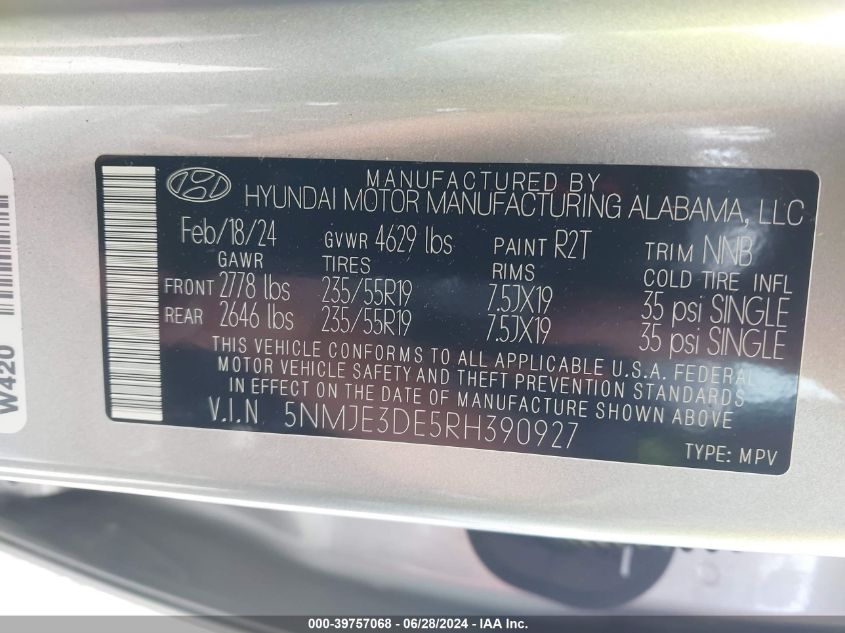 MANUFACTURED BY
HYUNDAI MOTOR MANUFACTURING ALABAMA, LLC
Feb/18/24 GVWR 4629 lbs PAINT R2T TRIM NNB
GAWR TIRES RIMS COLD TIRE INFL
FRONT 2778 lbs 235/55R19 7.5JX19 35 psi SINGLE
REAR 2646 lbs 235/55R19 7.5JX19 35 psi SINGLE
THIS VEHICLE CONFORMS TO ALL APPLICABLE U.S.A. FEDERAL
MOTOR VEHICLE SAFETY AND THEFT PREVENTION STANDARDS
IN EFFECT ON THE DATE OF MANUFACTURE SHOWN ABOVE
V.I.N 5NMJE3DE5RH390927
TYPE: MPV
W420
000-39757068 - 06/28/2024 - IAA Inc.